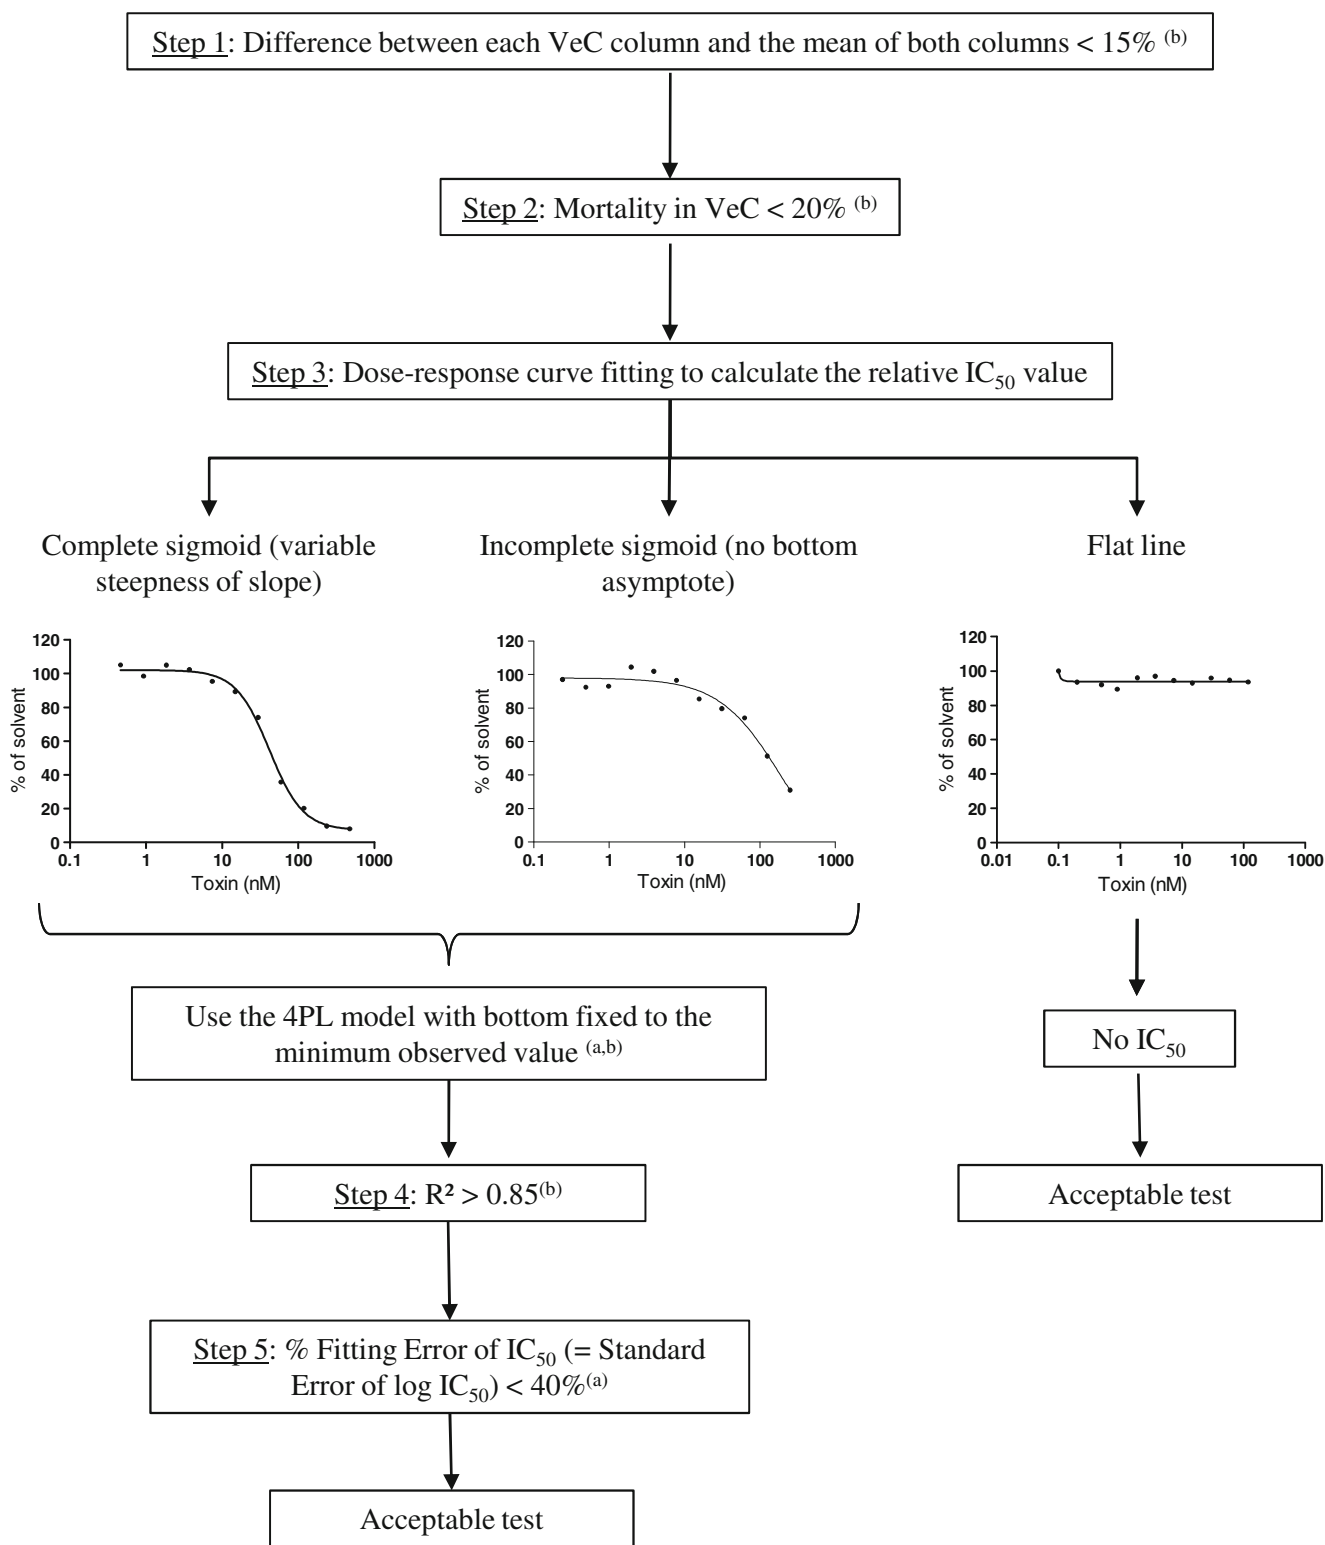 Step 1: Difference between each VeC column and the mean of both columns < 15% (b)
Step 2: Mortality in VeC < 20% (b)
Step 3: Dose-response curve fitting to calculate the relative IC50 value
Complete sigmoid (variable
steepness of slope)
Incomplete sigmoid (no bottom
asymptote)
Flat line
120
100
80
60
40
20
0
% of solvent
0.1 1 10 100 1000
Toxin (nM)
120
100
80
60
40
20
0
% of solvent
0.1 1 10 100 1000
Toxin (nM)
120
100
80
60
40
20
0
% of solvent
0.01 0.1 1 10 100 1000
Toxin (nM)
Use the 4PL model with bottom fixed to the
minimum observed value (a,b)
No IC50
Step 4: R² > 0.85(b)
Acceptable test
Step 5: % Fitting Error of IC50 (= Standard
Error of log IC50) < 40%(a)
Acceptable test